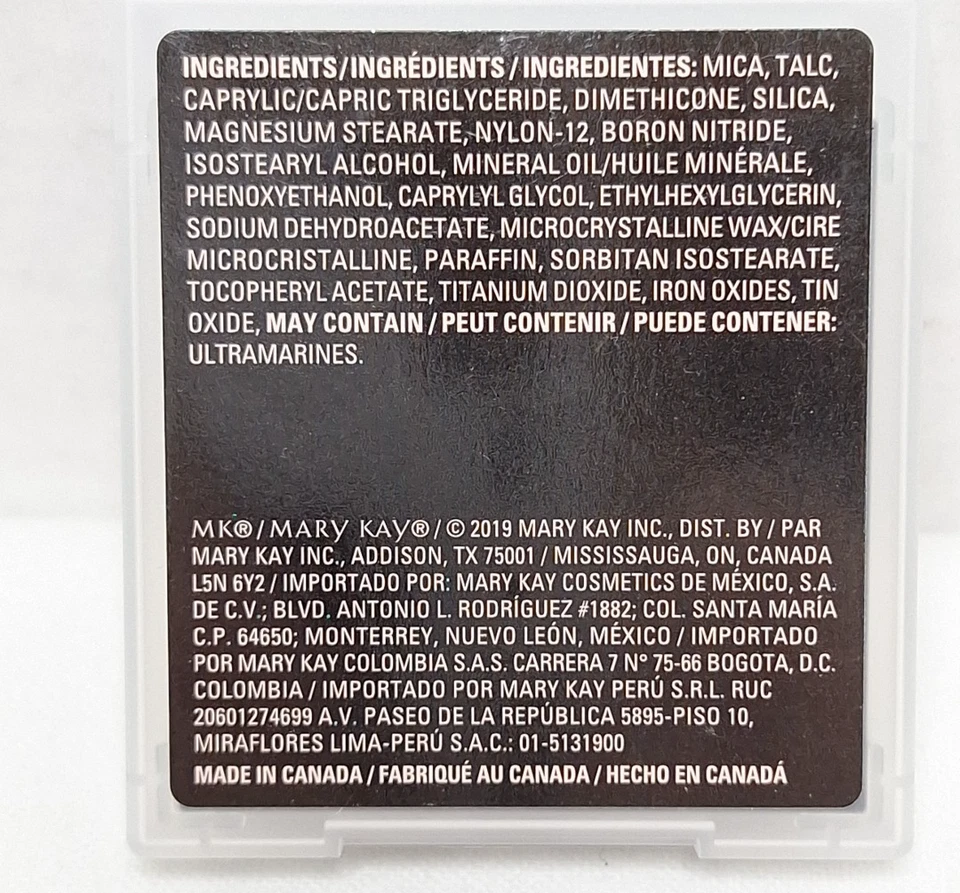 INGREDIENTS/INGRÉDIENTS / INGREDIENTES: MICA, TALC,
CAPRYLIC/CAPRIC TRIGLYCERIDE, DIMETHICONE, SILICA,
MAGNESIUM STEARATE, NYLON-12, BORON NITRIDE,
ISOSTEARYL ALCOHOL, MINERAL OIL/HUILE MINÉRALE,
PHENOXYETHANOL, CAPRYLYL GLYCOL, ETHYLHEXYLGLYCERIN,
SODIUM DEHYDROACETATE, MICROCRYSTALLINE WAX/CIRE
MICROCRISTALLINE, PARAFFIN, SORBITAN ISOSTEARATE,
TOCOPHERYL ACETATE, TITANIUM DIOXIDE, IRON OXIDES, TIN
OXIDE, MAY CONTAIN / PEUT CONTENIR / PUEDE CONTENER:
ULTRAMARINES.
MK® / MARY KAY® / © 2019 MARY KAY INC., DIST. BY / PAR
MARY KAY INC., ADDISON, TX 75001 / MISSISSAUGA, ON, CANADA
L5N 6Y2 / IMPORTADO POR: MARY KAY COSMETICS DE MÉXICO, S.A.
DE C.V.; BLVD. ANTONIO L. RODRÍGUEZ #1882; COL. SANTA MARÍA
C.P. 64650; MONTERREY, NUEVO LEÓN, MÉXICO / IMPORTADO
POR MARY KAY COLOMBIA S.A.S. CARRERA 7 N° 75-66 BOGOTA, D.C.
COLOMBIA / IMPORTADO POR MARY KAY PERÚ S.R.L. RUC
20601274699 A.V. PASEO DE LA REPÚBLICA 5895-PISO 10,
MIRAFLORES LIMA-PERÚ S.A.C.: 01-5131900
MADE IN CANADA / FABRIQUÉ AU CANADA / HECHO EN CANADÁ